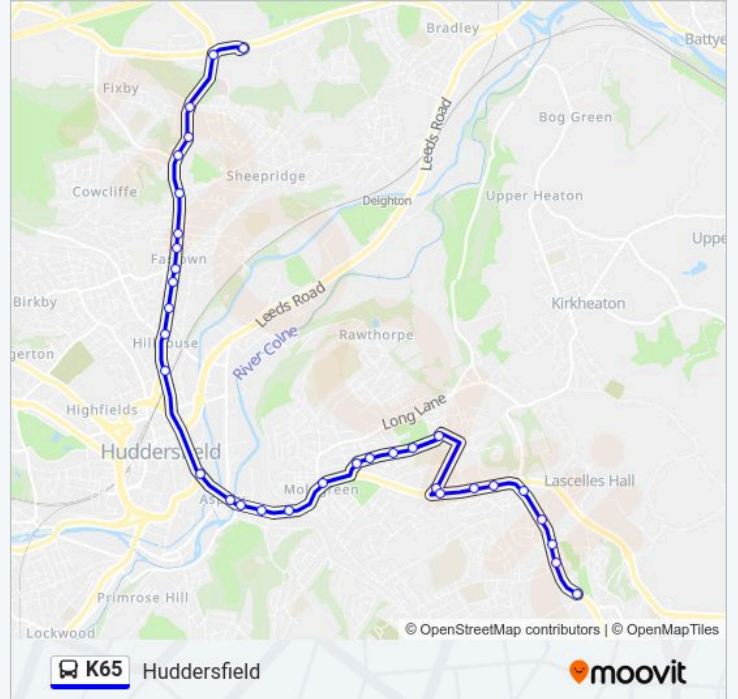 Bradley
Battye
Fixby
Leeds Road
Bog Green
Sheepridge
Cowcliffe
Deighton
Upper Heaton
Uppe
Fartown
Birkby
Leeds Road
Kirkheaton
River Colne
Rawthorpe
Hillhouse
gerton
Long Lane
Highfields
Huddersfield
Lascelles Hall
Moldgreen
Aspley
Primrose Hill
Lockwood
© OpenStreetMap contributors | © OpenMapTiles
K65 Huddersfield
moovit